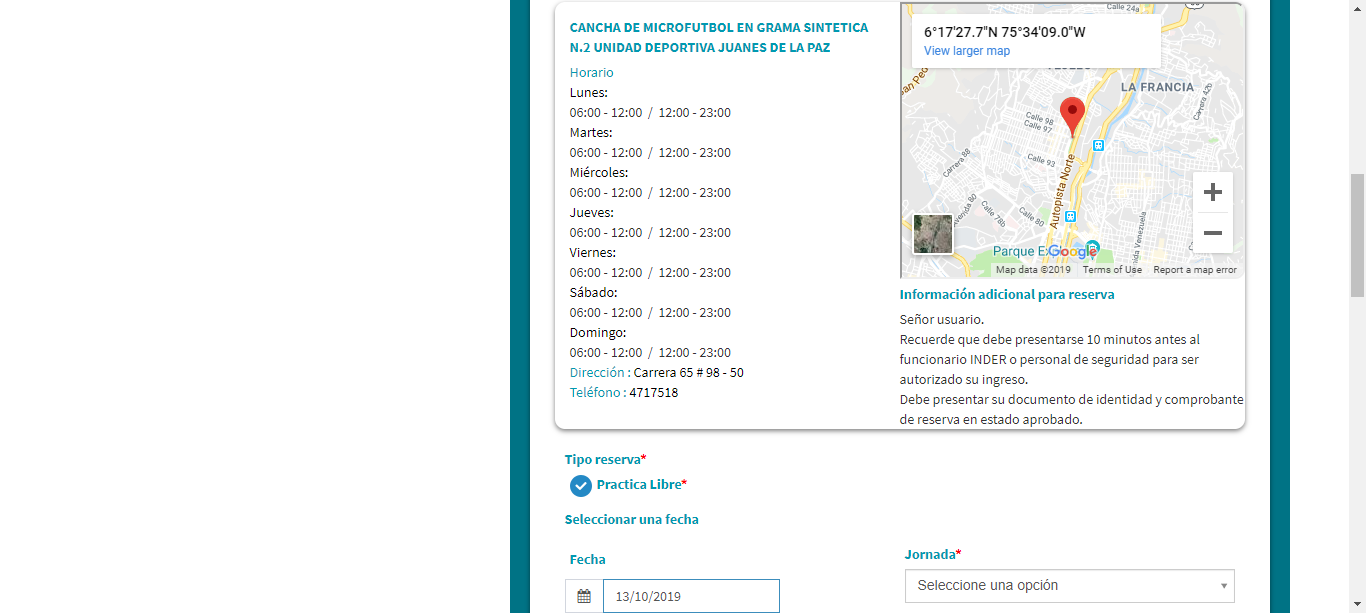 CANCHA DE MICROFUTBOL EN GRAMA SINTETICA
N.2 UNIDAD DEPORTIVA JUANES DE LA PAZ
Horario
Lunes:
06:00 - 12:00 / 12:00 - 23:00
Martes:
06:00 - 12:00 / 12:00 - 23:00
Miércoles:
06:00 - 12:00 / 12:00 - 23:00
Jueves:
06:00 - 12:00 / 12:00 - 23:00
Viernes:
06:00 - 12:00 / 12:00 - 23:00
Sábado:
06:00 - 12:00 / 12:00 - 23:00
Domingo:
06:00 - 12:00 / 12:00 - 23:00
Dirección : Carrera 65 # 98 - 50
Teléfono : 4717518
Calle 24a
6°17'27.7"N 75°34'09.0"W
View larger map
LA FRANCIA
Carrera 42b
Calle 98
Calle 97
Calle 93
Carrera 88
Autopista Norte
Avenida 80
Calle 78b
Calle 80
Parque E
Google
Map data ©2019 Terms of Use Report a map error
Información adicional para reserva
Señor usuario.
Recuerde que debe presentarse 10 minutos antes al
funcionario INDER o personal de seguridad para ser
autorizado su ingreso.
Debe presentar su documento de identidad y comprobante
de reserva en estado aprobado.
Tipo reserva*
Practica Libre*
Seleccionar una fecha
Fecha
13/10/2019
Jornada*
Seleccione una opción